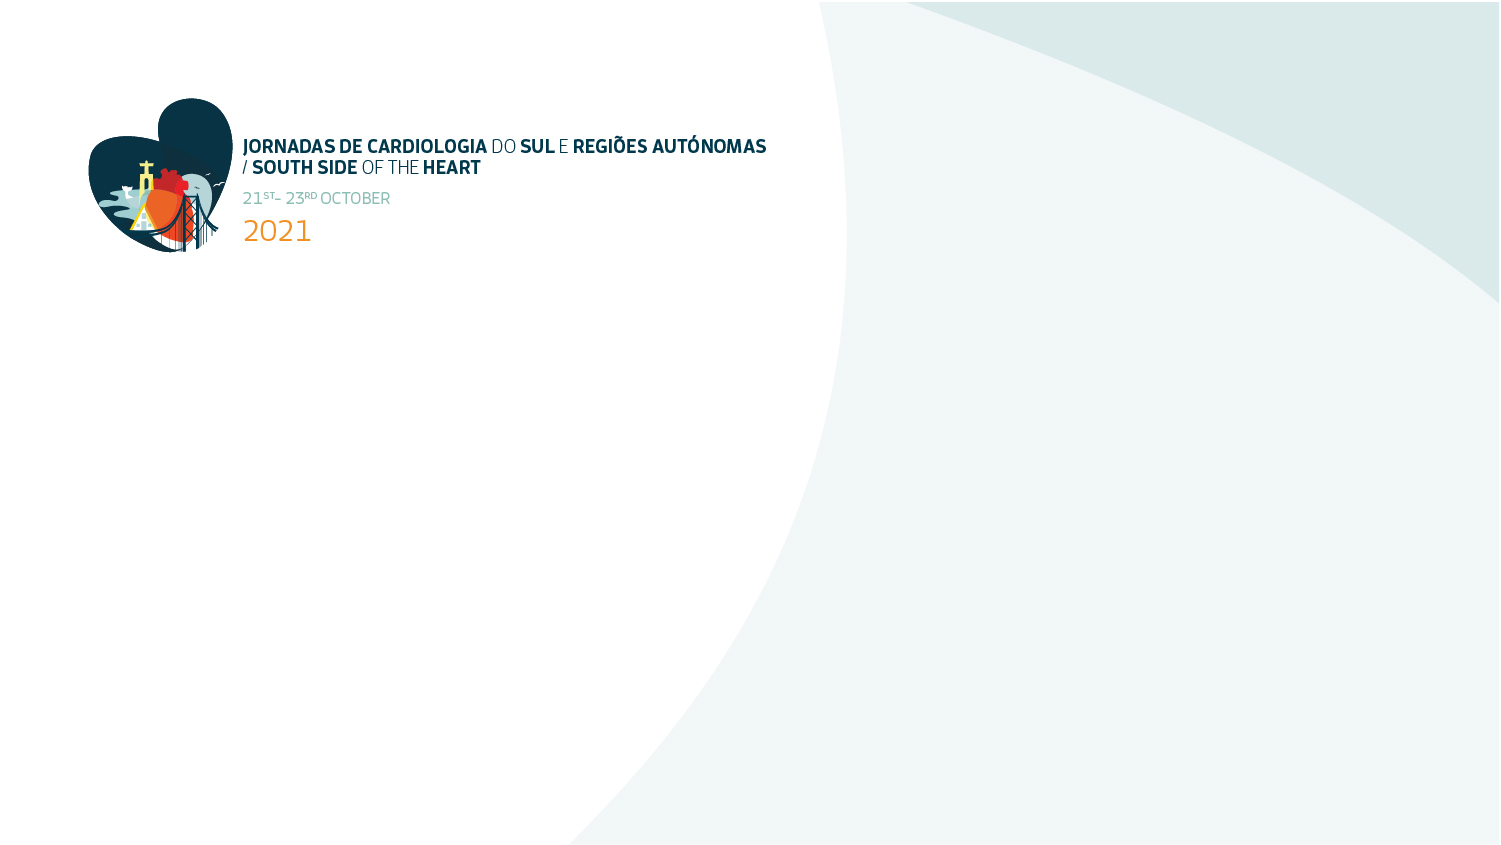 JORNADAS DE CARDIOLOGIA DO SUL E REGIÕES AUTÓNOMAS
/ SOUTH SIDE OF THE HEART
21ST- 23RD OCTOBER
2021